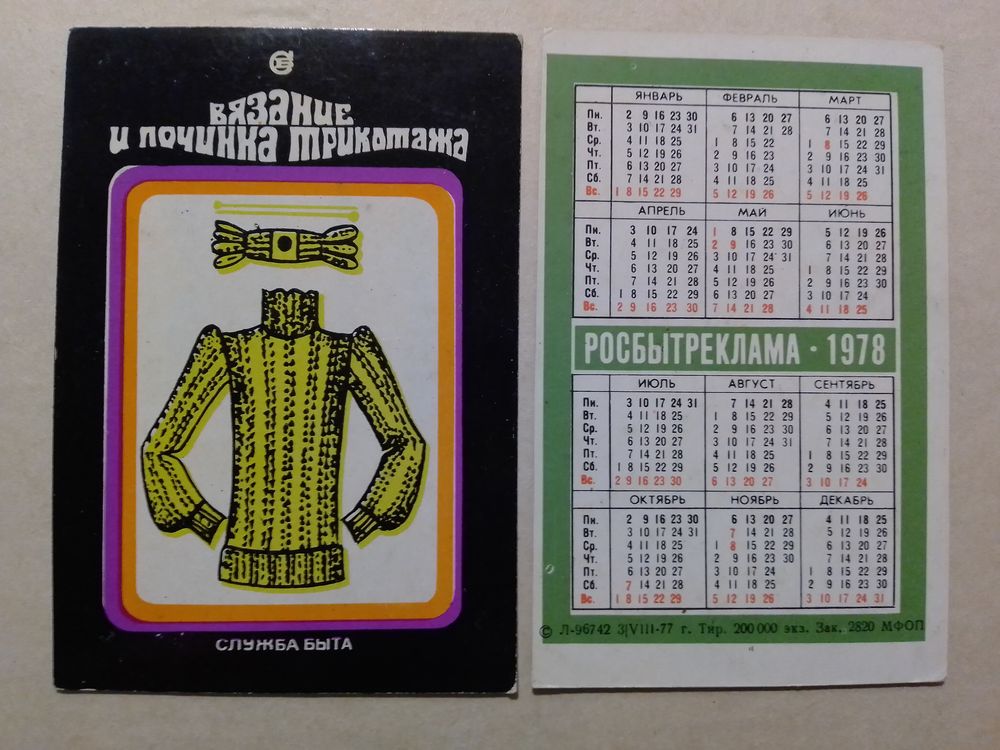 ВЯЗАНИЕ
И ПОЧИНКА ТРИКОТАЖА
СЛУЖБА БЫТА
ЯНВАРЬ ФЕВРАЛЬ МАРТ
Пн. 2 9 16 23 30 6 13 20 27 6 13 20 27
Вт. 3 10 17 24 31 7 14 21 28 7 14 21 28
Ср. 4 11 18 25 1 8 15 22 1 8 15 22 29
Чт. 5 12 19 26 2 9 16 23 2 9 16 23 30
Пт. 6 13 20 27 3 10 17 24 3 10 17 24 31
Сб. 7 14 21 28 4 11 18 25 4 11 18 25
Вс. 1 8 15 22 29 5 12 19 26 5 12 19 26
АПРЕЛЬ МАЙ ИЮНЬ
Пн. 3 10 17 24 1 8 15 22 29 5 12 19 26
Вт. 4 11 18 25 2 9 16 23 30 6 13 20 27
Ср. 5 12 19 26 3 10 17 24 31 7 14 21 28
Чт. 6 13 20 27 4 11 18 25 1 8 15 22 29
Пт. 7 14 21 28 5 12 19 26 2 9 16 23 30
Сб. 1 8 15 22 29 6 13 20 27 3 10 17 24
Вс. 2 9 16 23 30 7 14 21 28 4 11 18 25
РОСБЫТРЕКЛАМА · 1978
ИЮЛЬ АВГУСТ СЕНТЯБРЬ
Пн. 3 10 17 24 31 7 14 21 28 4 11 18 25
Вт. 4 11 18 25 1 8 15 22 29 5 12 19 26
Ср. 5 12 19 26 2 9 16 23 30 6 13 20 27
Чт. 6 13 20 27 3 10 17 24 31 7 14 21 28
Пт. 7 14 21 28 4 11 18 25 1 8 15 22 29
Сб. 1 8 15 22 29 5 12 19 26 2 9 16 23 30
Вс. 2 9 16 23 30 6 13 20 27 3 10 17 24
ОКТЯБРЬ НОЯБРЬ ДЕКАБРЬ
Пн. 2 9 16 23 30 6 13 20 27 4 11 18 25
Вт. 3 10 17 24 31 7 14 21 28 5 12 19 26
Ср. 4 11 18 25 1 8 15 22 29 6 13 20 27
Чт. 5 12 19 26 2 9 16 23 30 7 14 21 28
Пт. 6 13 20 27 3 10 17 24 1 8 15 22 29
Сб. 7 14 21 28 4 11 18 25 2 9 16 23 30
Вс. 1 8 15 22 29 5 12 19 26 3 10 17 24 31
© Л-96742 3|VIII-77 г. Тир. 200 000 экз. Зак. 2820 МФОП